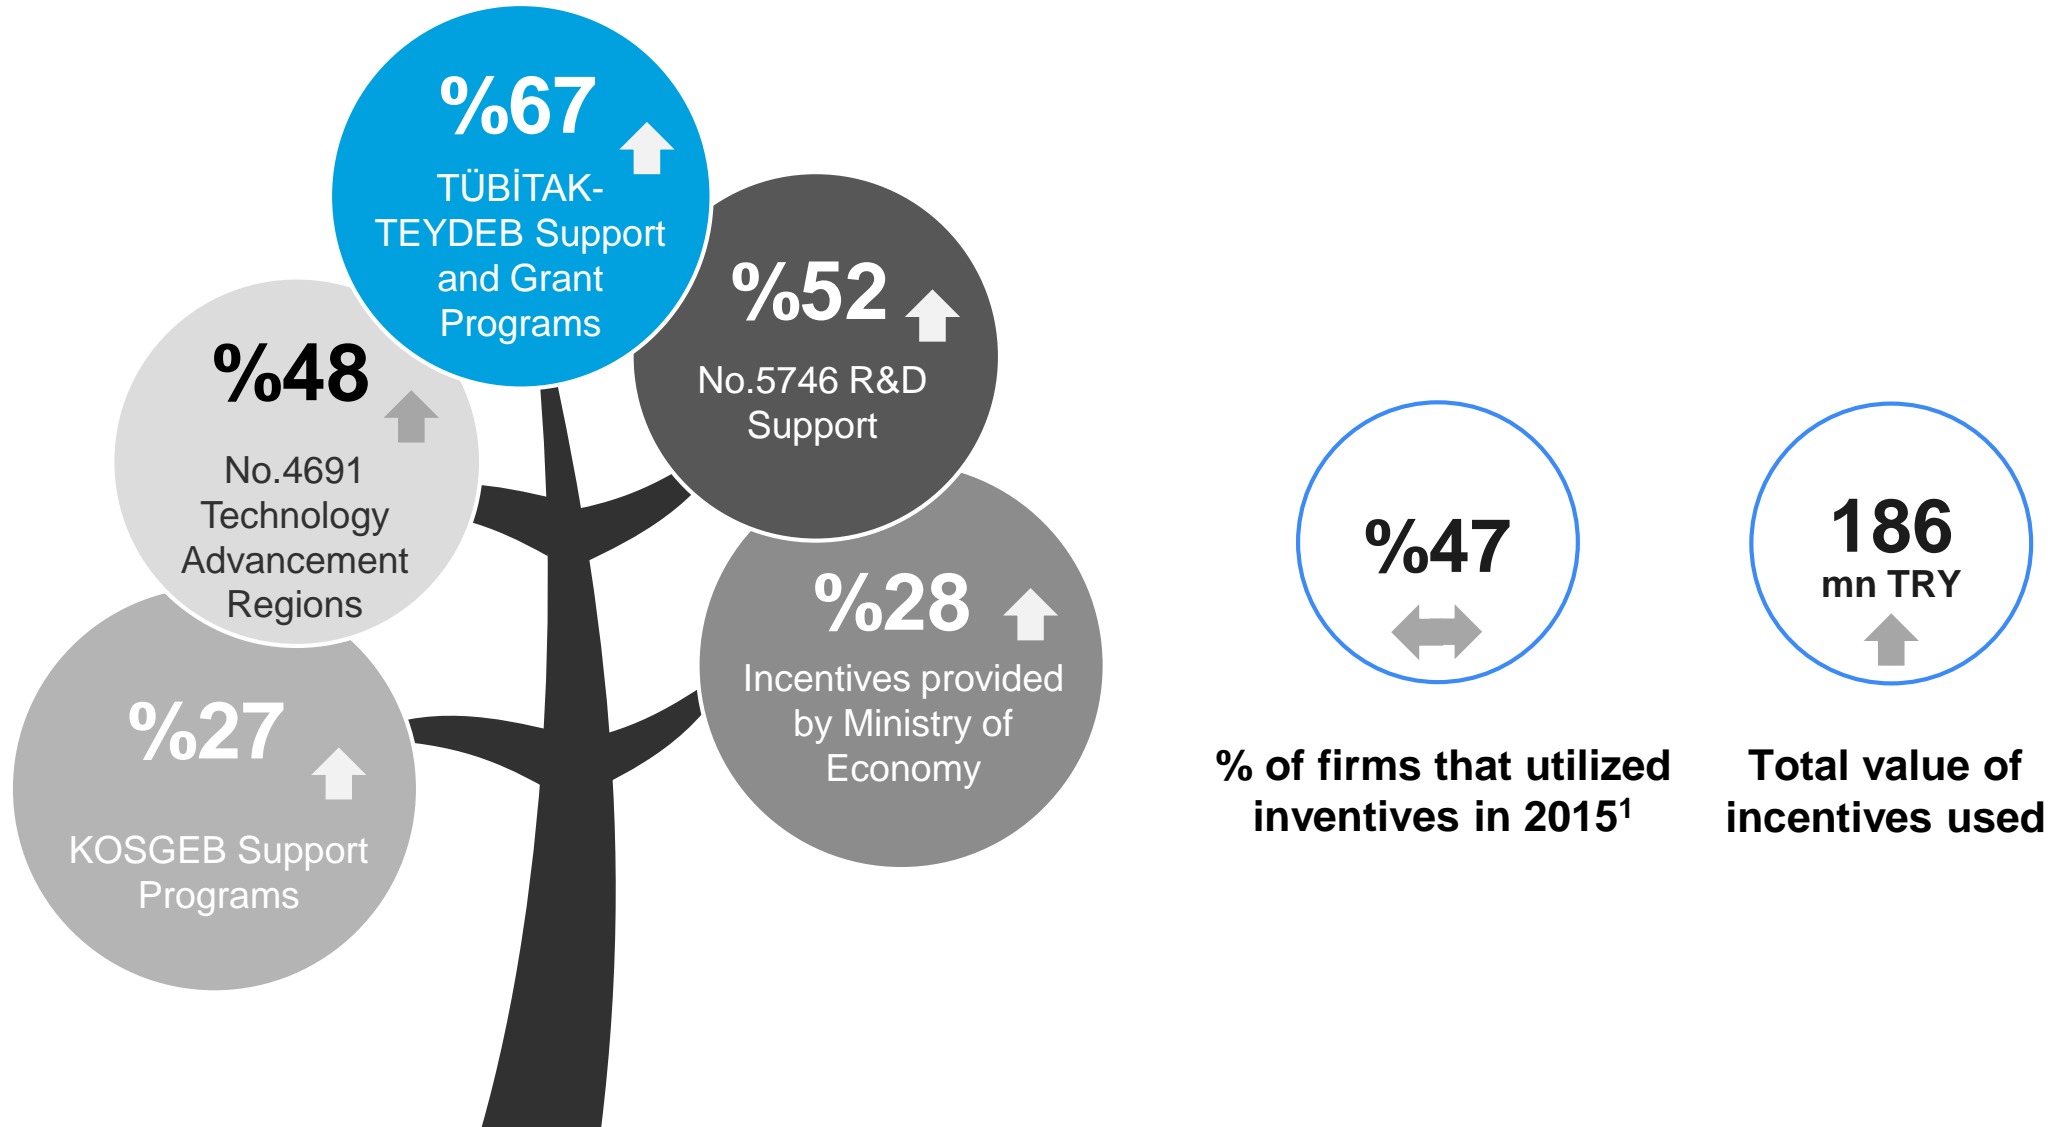 %67
TÜBİTAK-
TEYDEB Support
and Grant
Programs
%52
No.5746 R&D
Support
%48
No.4691
Technology
Advancement
Regions
%28
Incentives provided
by Ministry of
Economy
%27
KOSGEB Support
Programs
%47
% of firms that utilized
inventives in 2015¹
186
mn TRY
Total value of
incentives used